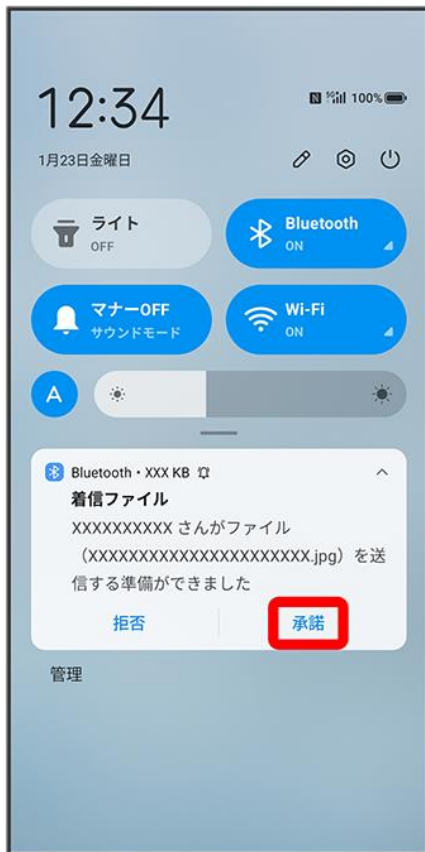 12:34
5G 100%
1月23日金曜日
ライト
OFF
Bluetooth
ON
マナーOFF
サウンドモード
Wi-Fi
ON
A
Bluetooth・XXX KB
着信ファイル
XXXXXXXXXX さんがファイル
（XXXXXXXXXXXXXXXXXXXXXXX.jpg）を送
信する準備ができました
拒否
承諾
管理